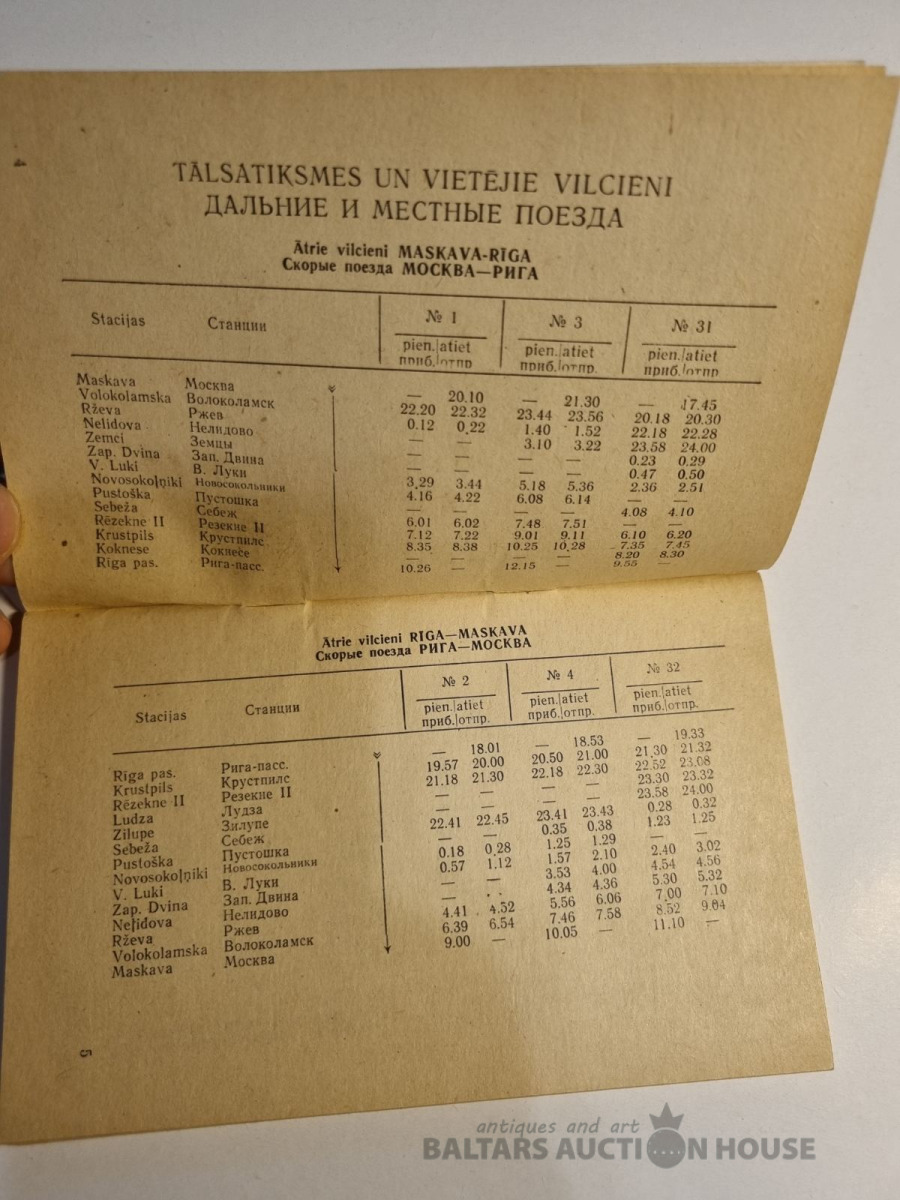 4
TĀLSATIKSMES UN VIETĒJIE VILCIENI
ДАЛЬНИЕ И МЕСТНЫЕ ПОЕЗДА
Ātrie vilcieni MASKAVA-RĪGA
Скорые поезда МОСКВА—РИГА
Stacijas Станции № 1 № 3 № 31
pien. atiet pien. atiet pien. atiet
приб. отпр приб. отпр. приб. отпр
Maskava Москва — 20.10 — 21.30 — 17.45
Volokolamska Волоколамск 22.20 22.32 23.44 23.56 20.18 20.30
Rževa Ржев 0.12 0.22 1.40 1.52 22.18 22.28
Nelidova Нелидово — — 3.10 3.22 23.58 24.00
Zemci Земцы — — — — 0.23 0.29
Zap. Dvina Зап. Двина — — — — 0.47 0.50
V. Luki В. Луки 3.29 3.44 5.18 5.36 2.36 2.51
Novosokoļniki Новосокольники 4.16 4.22 6.08 6.14 — —
Pustoška Пустошка — — — — 4.08 4.10
Sebeža Себеж 6.01 6.02 7.48 7.51 — —
Rēzekne II Резекне II 7.12 7.22 9.01 9.11 6.10 6.20
Krustpils Крустпилс 8.35 8.38 10.25 10.28 7.35 7.45
Koknese Кокнесе — — — — 8.20 8.30
Rīga pas. Рига-пасс. 10.26 — 12.15 — 9.55 —
Ātrie vilcieni RĪGA—MASKAVA
Скорые поезда РИГА—МОСКВА
Stacijas Станции № 2 № 4 № 32
pien. atiet pien. atiet pien. atiet
приб. отпр. приб. отпр. приб. отпр.
Rīga pas. Рига-пасс. — 18.01 — 18.53 — 19.33
Krustpils Крустпилс 19.57 20.00 20.50 21.00 21.30 21.32
Rēzekne II Резекне II 21.18 21.30 22.18 22.30 22.52 23.08
Ludza Лудза — — — — 23.30 23.32
Zilupe Зилупе — — — — 23.58 24.00
Sebeža Себеж 22.41 22.45 23.41 23.43 0.28 0.32
Pustoška Пустошка — — 0.35 0.38 1.23 1.25
Novosokoļniki Новосокольники 0.18 0.28 1.25 1.29 — —
V. Luki В. Луки 0.57 1.12 1.57 2.10 2.40 3.02
Zap. Dvina Зап. Двина — — 3.53 4.00 4.54 4.56
Neļidova Нелидово — — 4.34 4.36 5.30 5.32
Rževa Ржев 4.41 4.52 5.56 6.06 7.00 7.10
Volokolamska Волоколамск 6.39 6.54 7.46 7.58 8.52 9.04
Maskava Москва 9.00 — 10.05 — 11.10 —
5
antiques and art
BALTARS AUCTION HOUSE